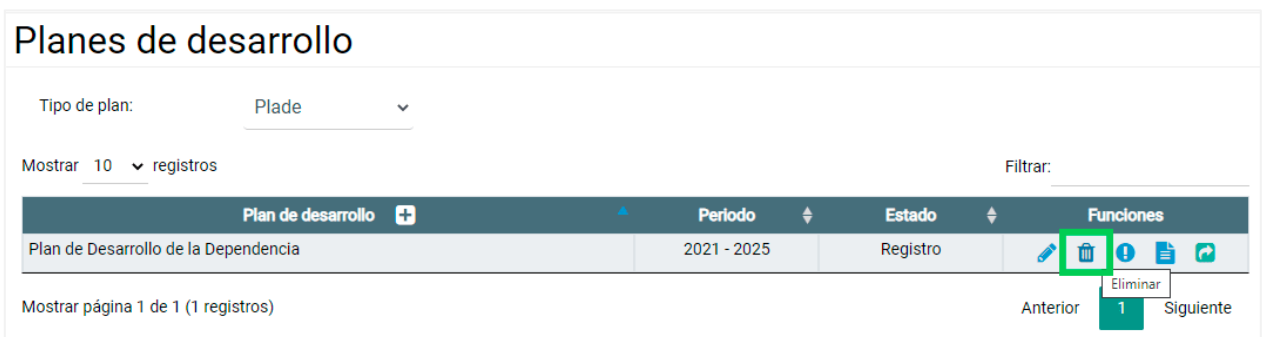 Planes de desarrollo
Tipo de plan: Plade
Mostrar 10 registros Filtrar:
Plan de desarrollo Periodo Estado Funciones
Plan de Desarrollo de la Dependencia 2021 - 2025 Registro
Eliminar
Mostrar página 1 de 1 (1 registros) Anterior 1 Siguiente